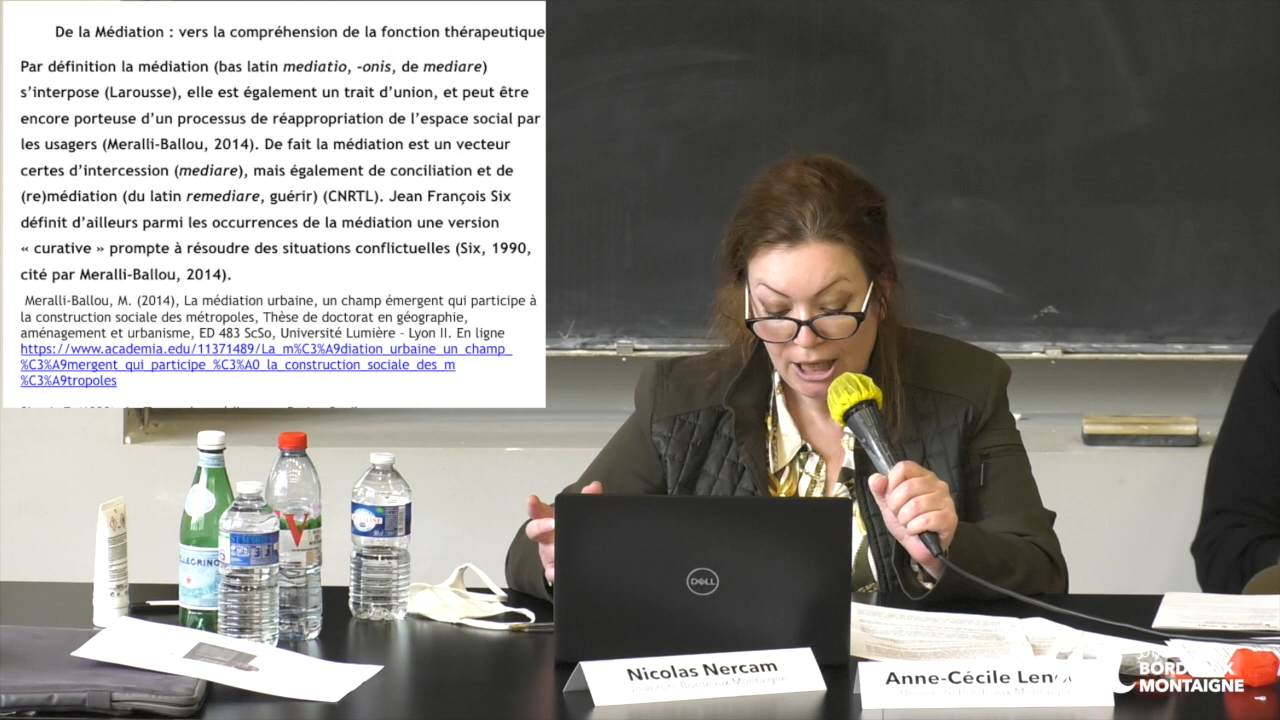 De la Médiation : vers la compréhension de la fonction thérapeutique
Par définition la médiation (bas latin mediatio, -onis, de mediare)
s’interpose (Larousse), elle est également un trait d’union, et peut être
encore porteuse d’un processus de réappropriation de l’espace social par
les usagers (Meralli-Ballou, 2014). De fait la médiation est un vecteur
certes d’intercession (mediare), mais également de conciliation et de
(re)médiation (du latin remediare, guérir) (CNRTL). Jean François Six
définit d’ailleurs parmi les occurrences de la médiation une version
« curative » prompte à résoudre des situations conflictuelles (Six, 1990,
cité par Meralli-Ballou, 2014).
Meralli-Ballou, M. (2014), La médiation urbaine, un champ émergent qui participe à
la construction sociale des métropoles, Thèse de doctorat en géographie,
aménagement et urbanisme, ED 483 ScSo, Université Lumière - Lyon II. En ligne
https://www.academia.edu/11371489/La_m%C3%A9diation_urbaine_un_champ_
%C3%A9mergent_qui_participe_%C3%A0_la_construction_sociale_des_m
%C3%A9tropoles
DELL
Nicolas Nercam
Université Bordeaux Montaigne
Anne-Cécile
BORDEAUX
MONTAIGNE